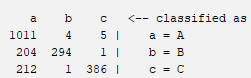 a b c <-- classified as
1011 4 5 | a = A
204 294 1 | b = B
212 1 386 | c = C